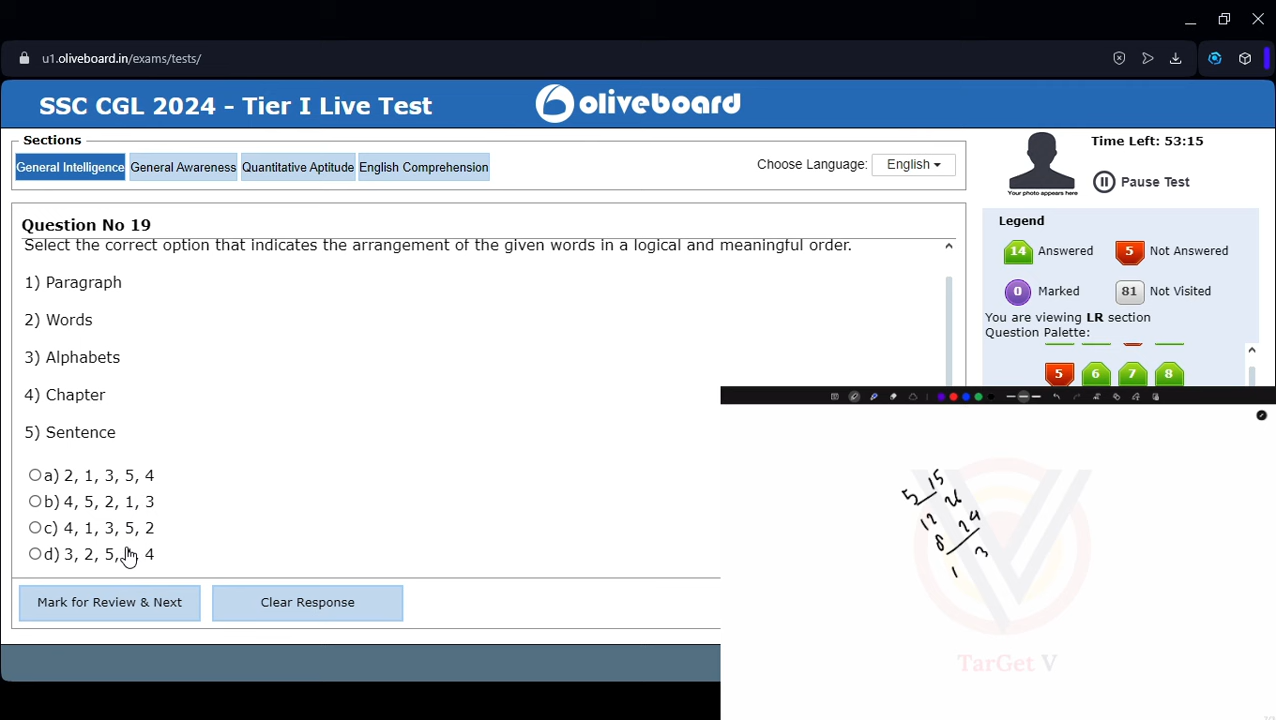 u1.oliveboard.in/exams/tests/
SSC CGL 2024 - Tier I Live Test
oliveboard
Sections
General Intelligence
General Awareness
Quantitative Aptitude
English Comprehension
Choose Language:
English
Time Left: 53:15
Your photo appears here
Pause Test
Question No 19
Select the correct option that indicates the arrangement of the given words in a logical and meaningful order.
1) Paragraph
2) Words
3) Alphabets
4) Chapter
5) Sentence
a) 2, 1, 3, 5, 4
b) 4, 5, 2, 1, 3
c) 4, 1, 3, 5, 2
d) 3, 2, 5, 4
Mark for Review & Next
Clear Response
Legend
14 Answered
5 Not Answered
0 Marked
81 Not Visited
You are viewing LR section
Question Palette:
5 6 7 8
5 15
12 26
8 24
1 3
TarGet V